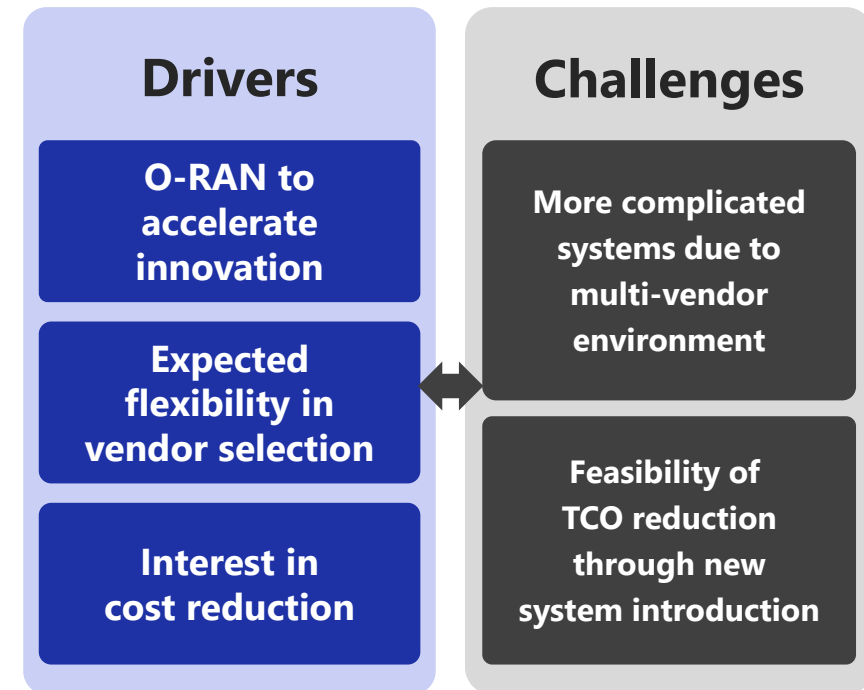 Drivers
O-RAN to
accelerate
innovation
Expected
flexibility in
vendor selection
Interest in
cost reduction
Challenges
More complicated
systems due to
multi-vendor
environment
Feasibility of
TCO reduction
through new
system introduction